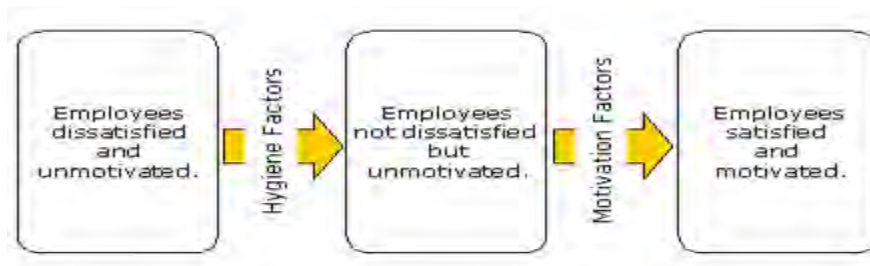 Employees
dissatisfied
and
unmotivated.
Hygiene Factors
Employees
not dissatisfied
but
unmotivated.
Motivation Factors
Employees
satisfied
and
motivated.